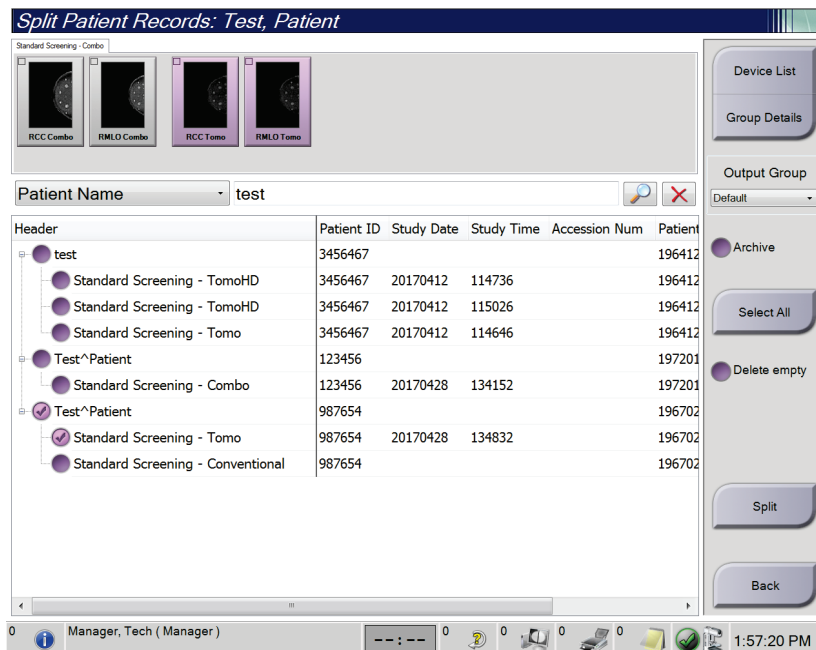 Split Patient Records: Test, Patient
Standard Screening - Combo
RCC Combo RMLO Combo RCC Tomo RMLO Tomo
Device List
Group Details
Output Group
Default
Archive
Select All
Delete empty
Split
Back
Patient Name test
Header Patient ID Study Date Study Time Accession Num Patient
test 3456467 196412
Standard Screening - TomoHD 3456467 20170412 114736 196412
Standard Screening - TomoHD 3456467 20170412 115026 196412
Standard Screening - Tomo 3456467 20170412 114646 196412
Test^Patient 123456 197201
Standard Screening - Combo 123456 20170428 134152 197201
Test^Patient 987654 196702
Standard Screening - Tomo 987654 20170428 134832 196702
Standard Screening - Conventional 987654 196702
0 Manager, Tech ( Manager ) --:-- 0 0 0 0 1:57:20 PM